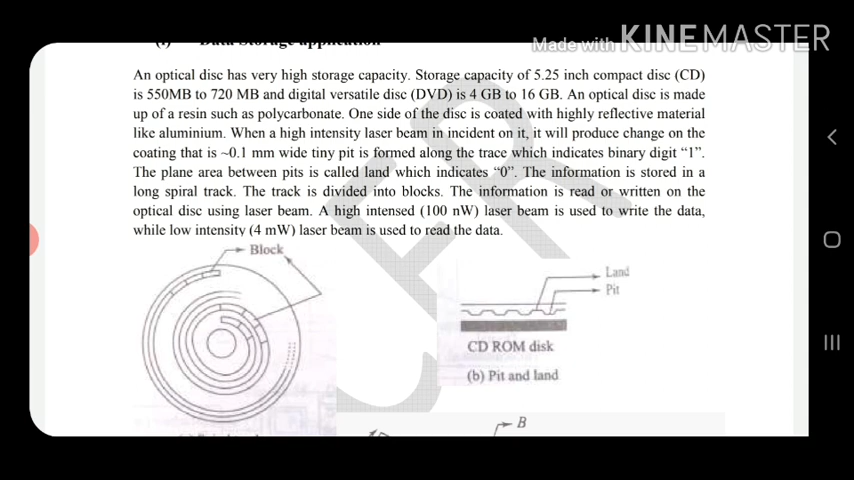 Made with KINEMASTER
Data Storage application
An optical disc has very high storage capacity. Storage capacity of 5.25 inch compact disc (CD)
is 550MB to 720 MB and digital versatile disc (DVD) is 4 GB to 16 GB. An optical disc is made
up of a resin such as polycarbonate. One side of the disc is coated with highly reflective material
like aluminium. When a high intensity laser beam in incident on it, it will produce change on the
coating that is ~0.1 mm wide tiny pit is formed along the trace which indicates binary digit “1”.
The plane area between pits is called land which indicates “0”. The information is stored in a
long spiral track. The track is divided into blocks. The information is read or written on the
optical disc using laser beam. A high intensed (100 nW) laser beam is used to write the data,
while low intensity (4 mW) laser beam is used to read the data.
Block
Land
Pit
CD ROM disk
(b) Pit and land
B